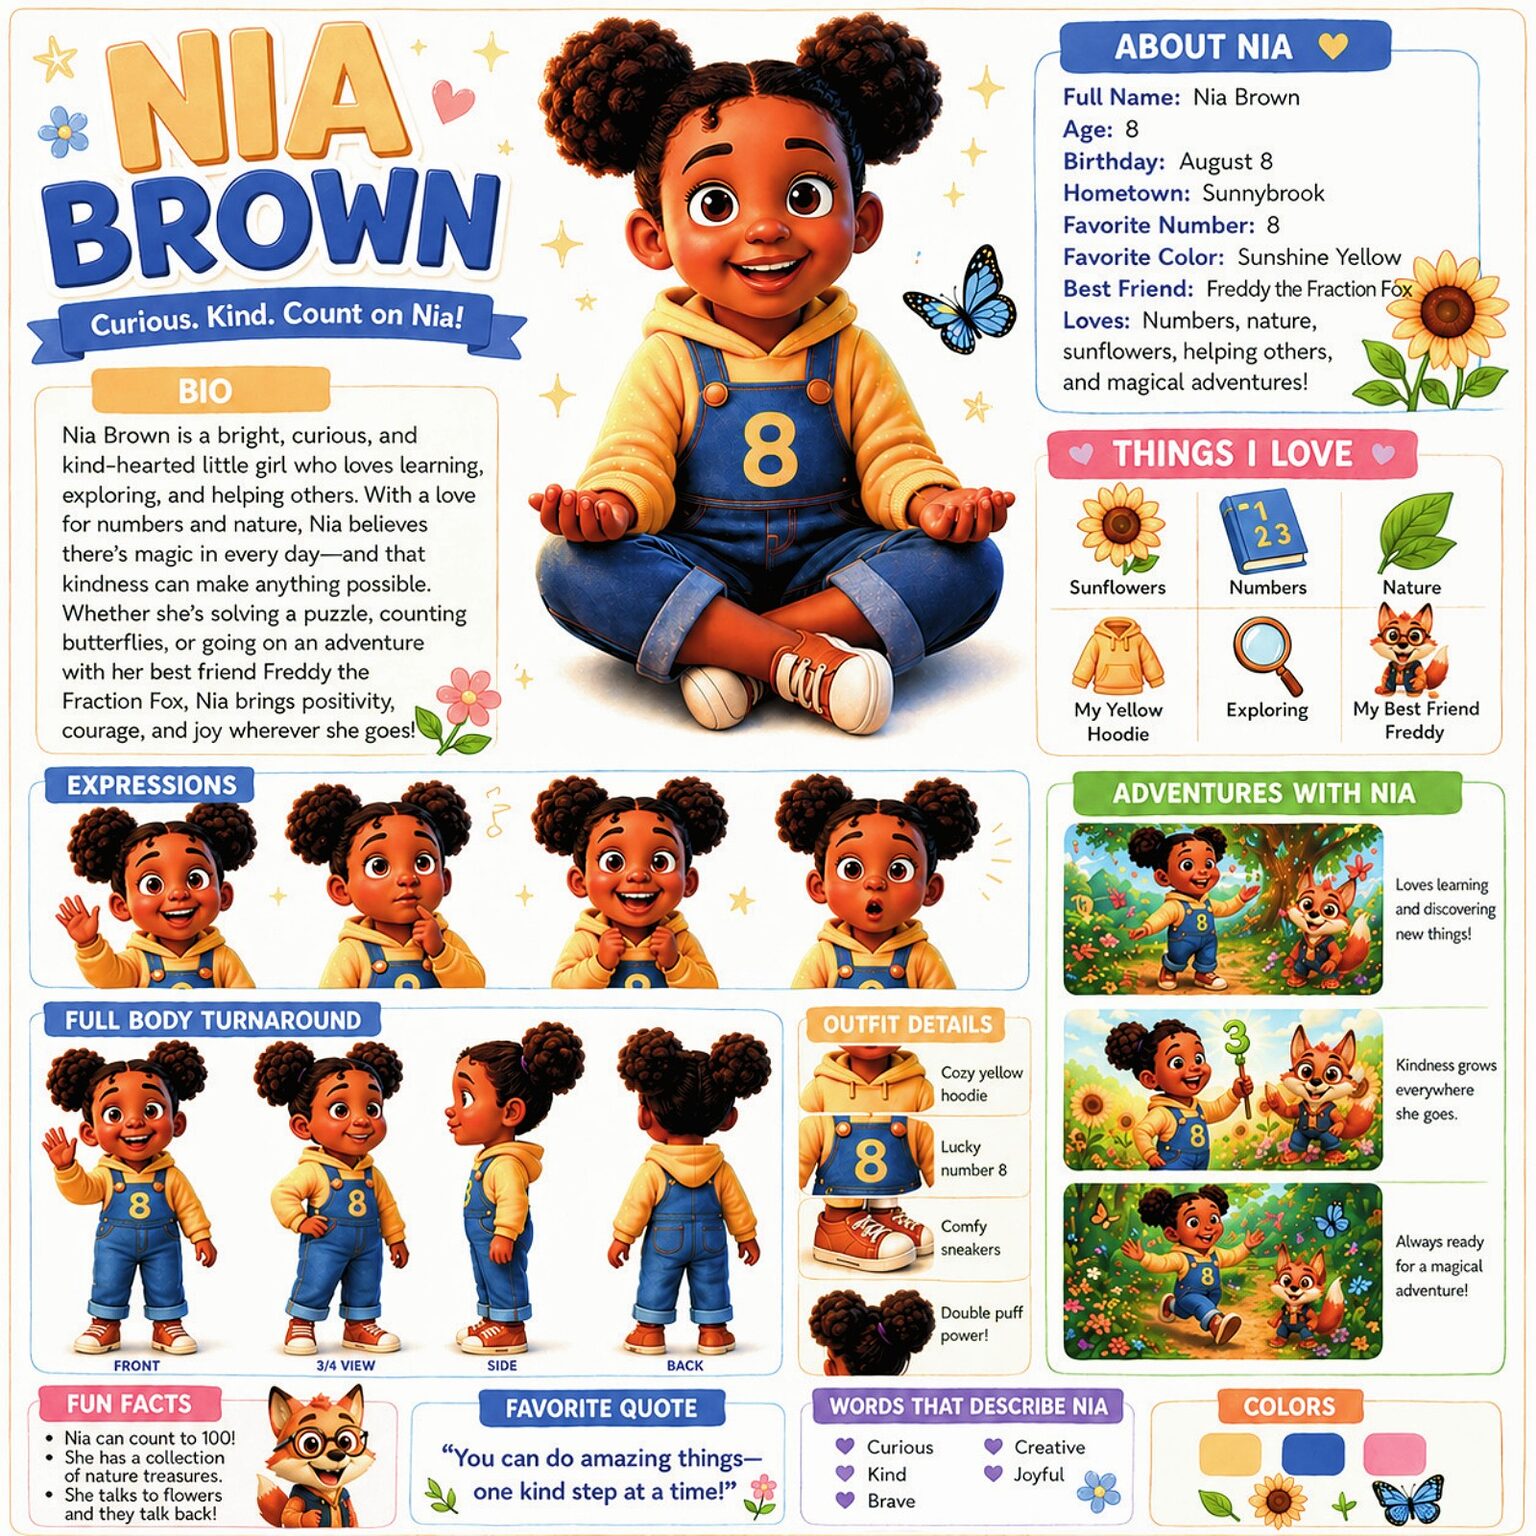 NIA
BROWN
Curious. Kind. Count on Nia!
BIO
Nia Brown is a bright, curious, and
kind-hearted little girl who loves learning,
exploring, and helping others. With a love
for numbers and nature, Nia believes
there's magic in every day—and that
kindness can make anything possible.
Whether she's solving a puzzle, counting
butterflies, or going on an adventure
with her best friend Freddy the
Fraction Fox, Nia brings positivity,
courage, and joy wherever she goes!
8
ABOUT NIA
Full Name: Nia Brown
Age: 8
Birthday: August 8
Hometown: Sunnybrook
Favorite Number: 8
Favorite Color: Sunshine Yellow
Best Friend: Freddy the Fraction Fox
Loves: Numbers, nature,
sunflowers, helping others,
and magical adventures!
THINGS I LOVE
-1
2 3
Sunflowers
Numbers
Nature
My Yellow
Hoodie
Exploring
My Best Friend
Freddy
EXPRESSIONS
ADVENTURES WITH NIA
8
Loves learning
and discovering
new things!
3
8
Kindness grows
everywhere
she goes.
8
Always ready
for a magical
adventure!
FULL BODY TURNAROUND
8
8
8
FRONT
3/4 VIEW
SIDE
BACK
OUTFIT DETAILS
Cozy yellow
hoodie
8
Lucky
number 8
Comfy
sneakers
Double puff
power!
FUN FACTS
• Nia can count to 100!
• She has a collection
of nature treasures.
• She talks to flowers
and they talk back!
FAVORITE QUOTE
“You can do amazing things—
one kind step at a time!”
WORDS THAT DESCRIBE NIA
Curious
Kind
Brave
Creative
Joyful
COLORS